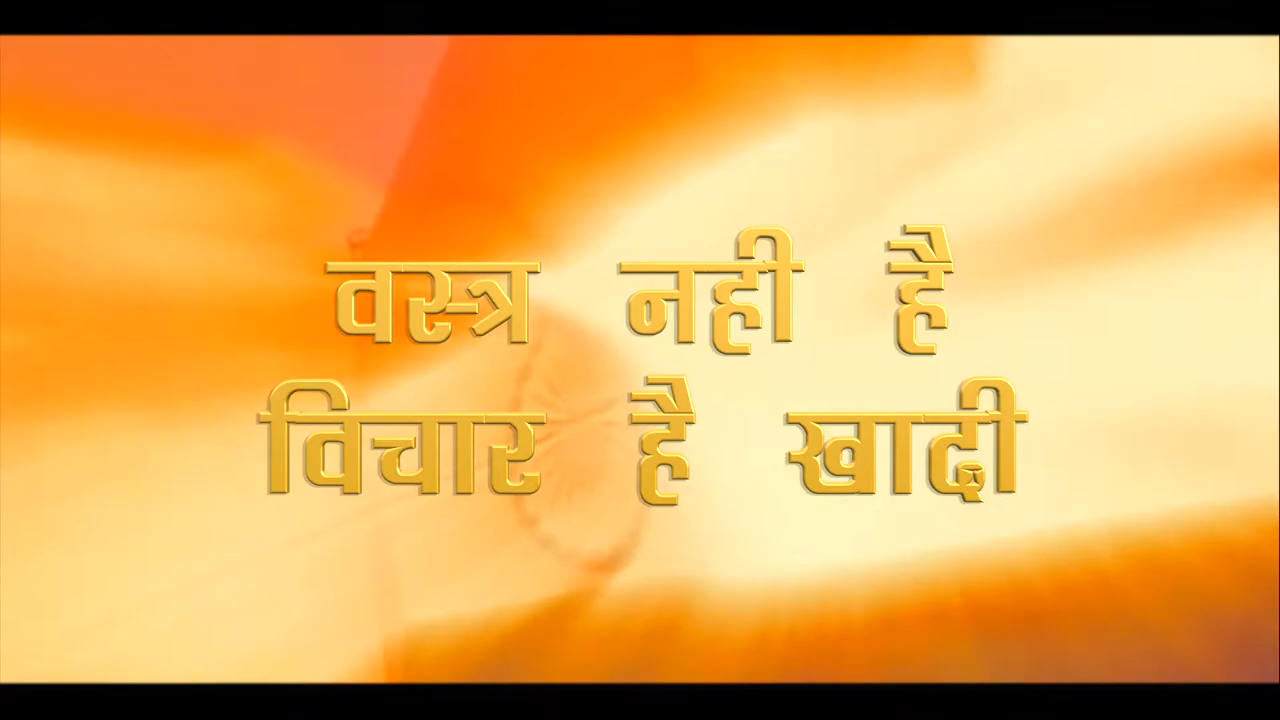 वस्त्र नही है
विचार है खादी